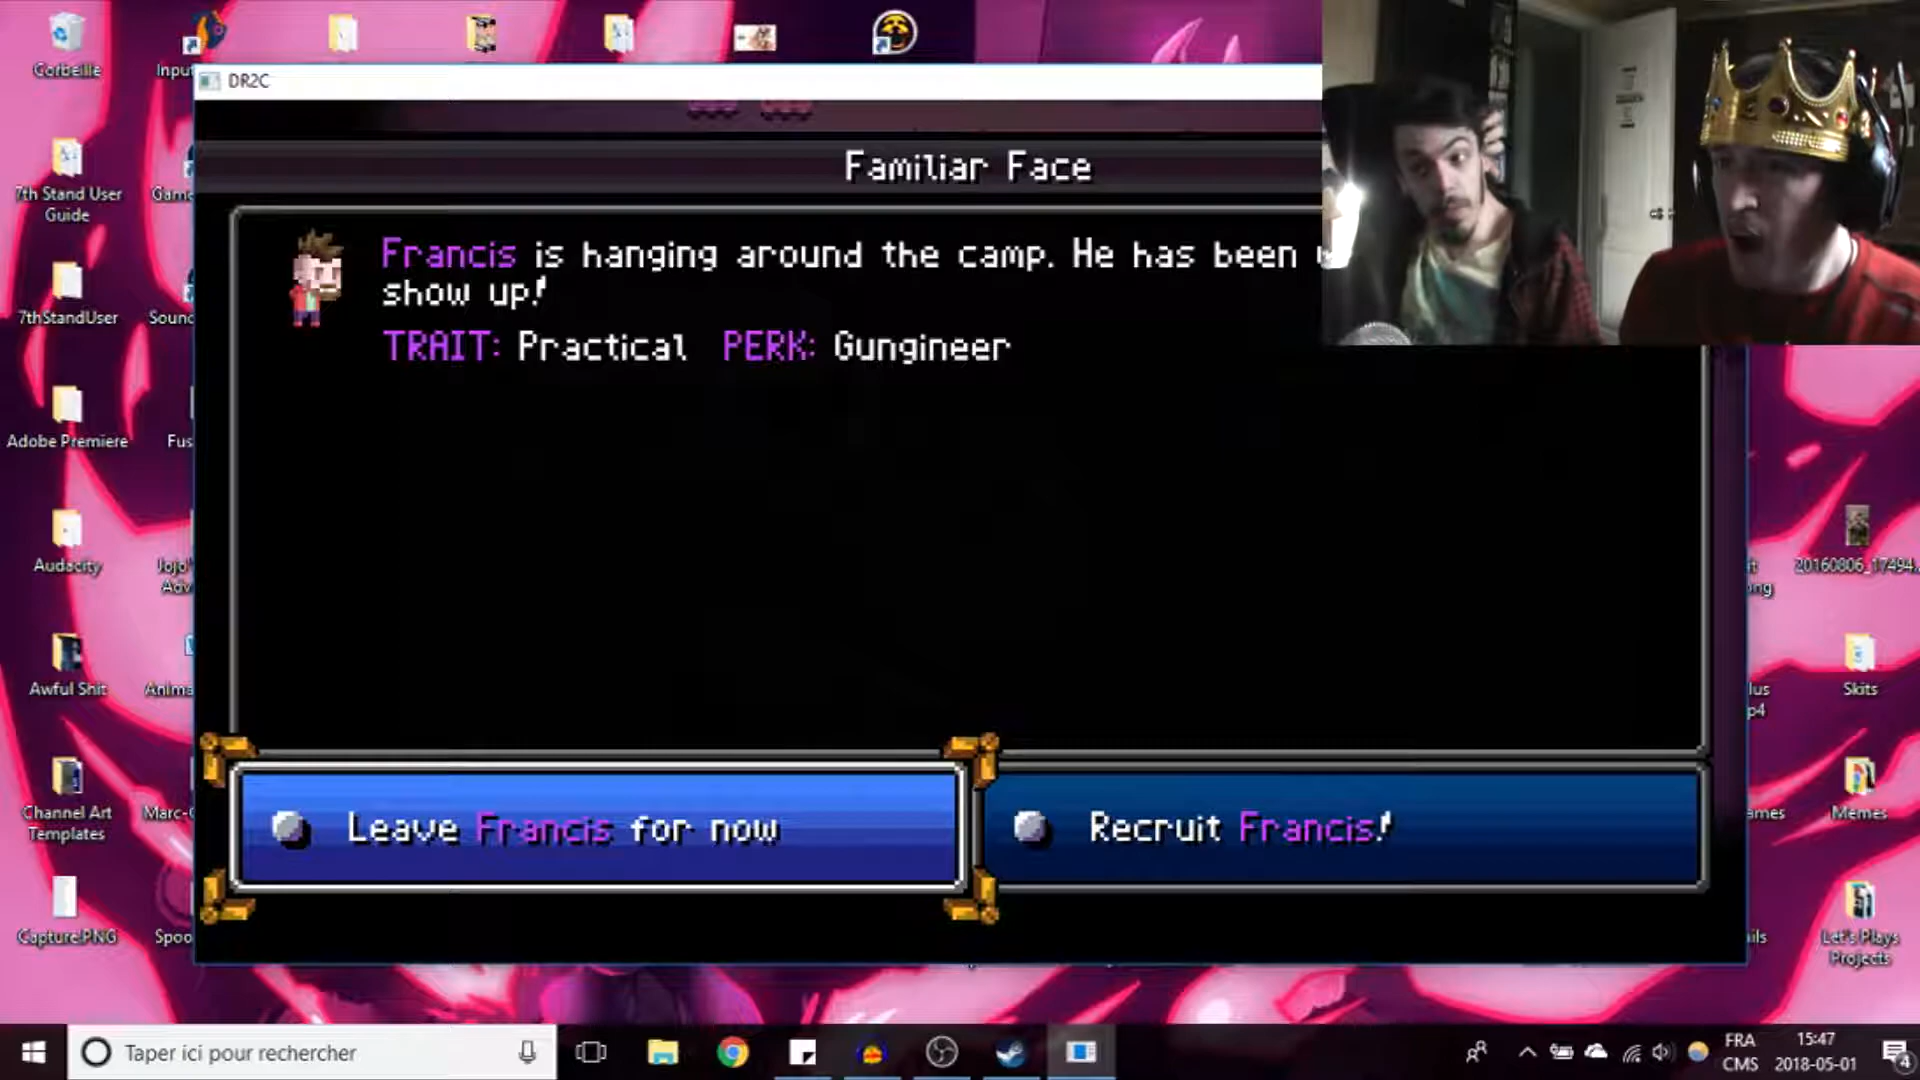 Corbeille
DR2C
Familiar Face
Francis is hanging around the camp. He has been
show up!
TRAIT: Practical PERK: Gungineer
Leave Francis for now
Recruit Francis!
7th Stand User
Guide
7thStandUser
Adobe Premiere
Audacity
Awful Shit
Channel Art
Templates
Capture.PNG
20160806_17494...
Skits
Memes
Let's Plays
Projects
Taper ici pour rechercher
FRA
CMS
15:47
2018-05-01
4